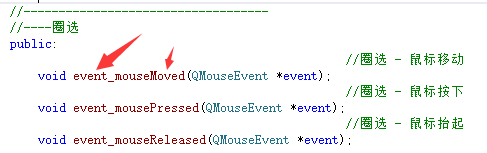 //-----------------------------------
//----圈选
public:
//圈选 - 鼠标移动
void event_mouseMoved(QMouseEvent *event);
//圈选 - 鼠标按下
void event_mousePressed(QMouseEvent *event);
//圈选 - 鼠标抬起
void event_mouseReleased(QMouseEvent *event);